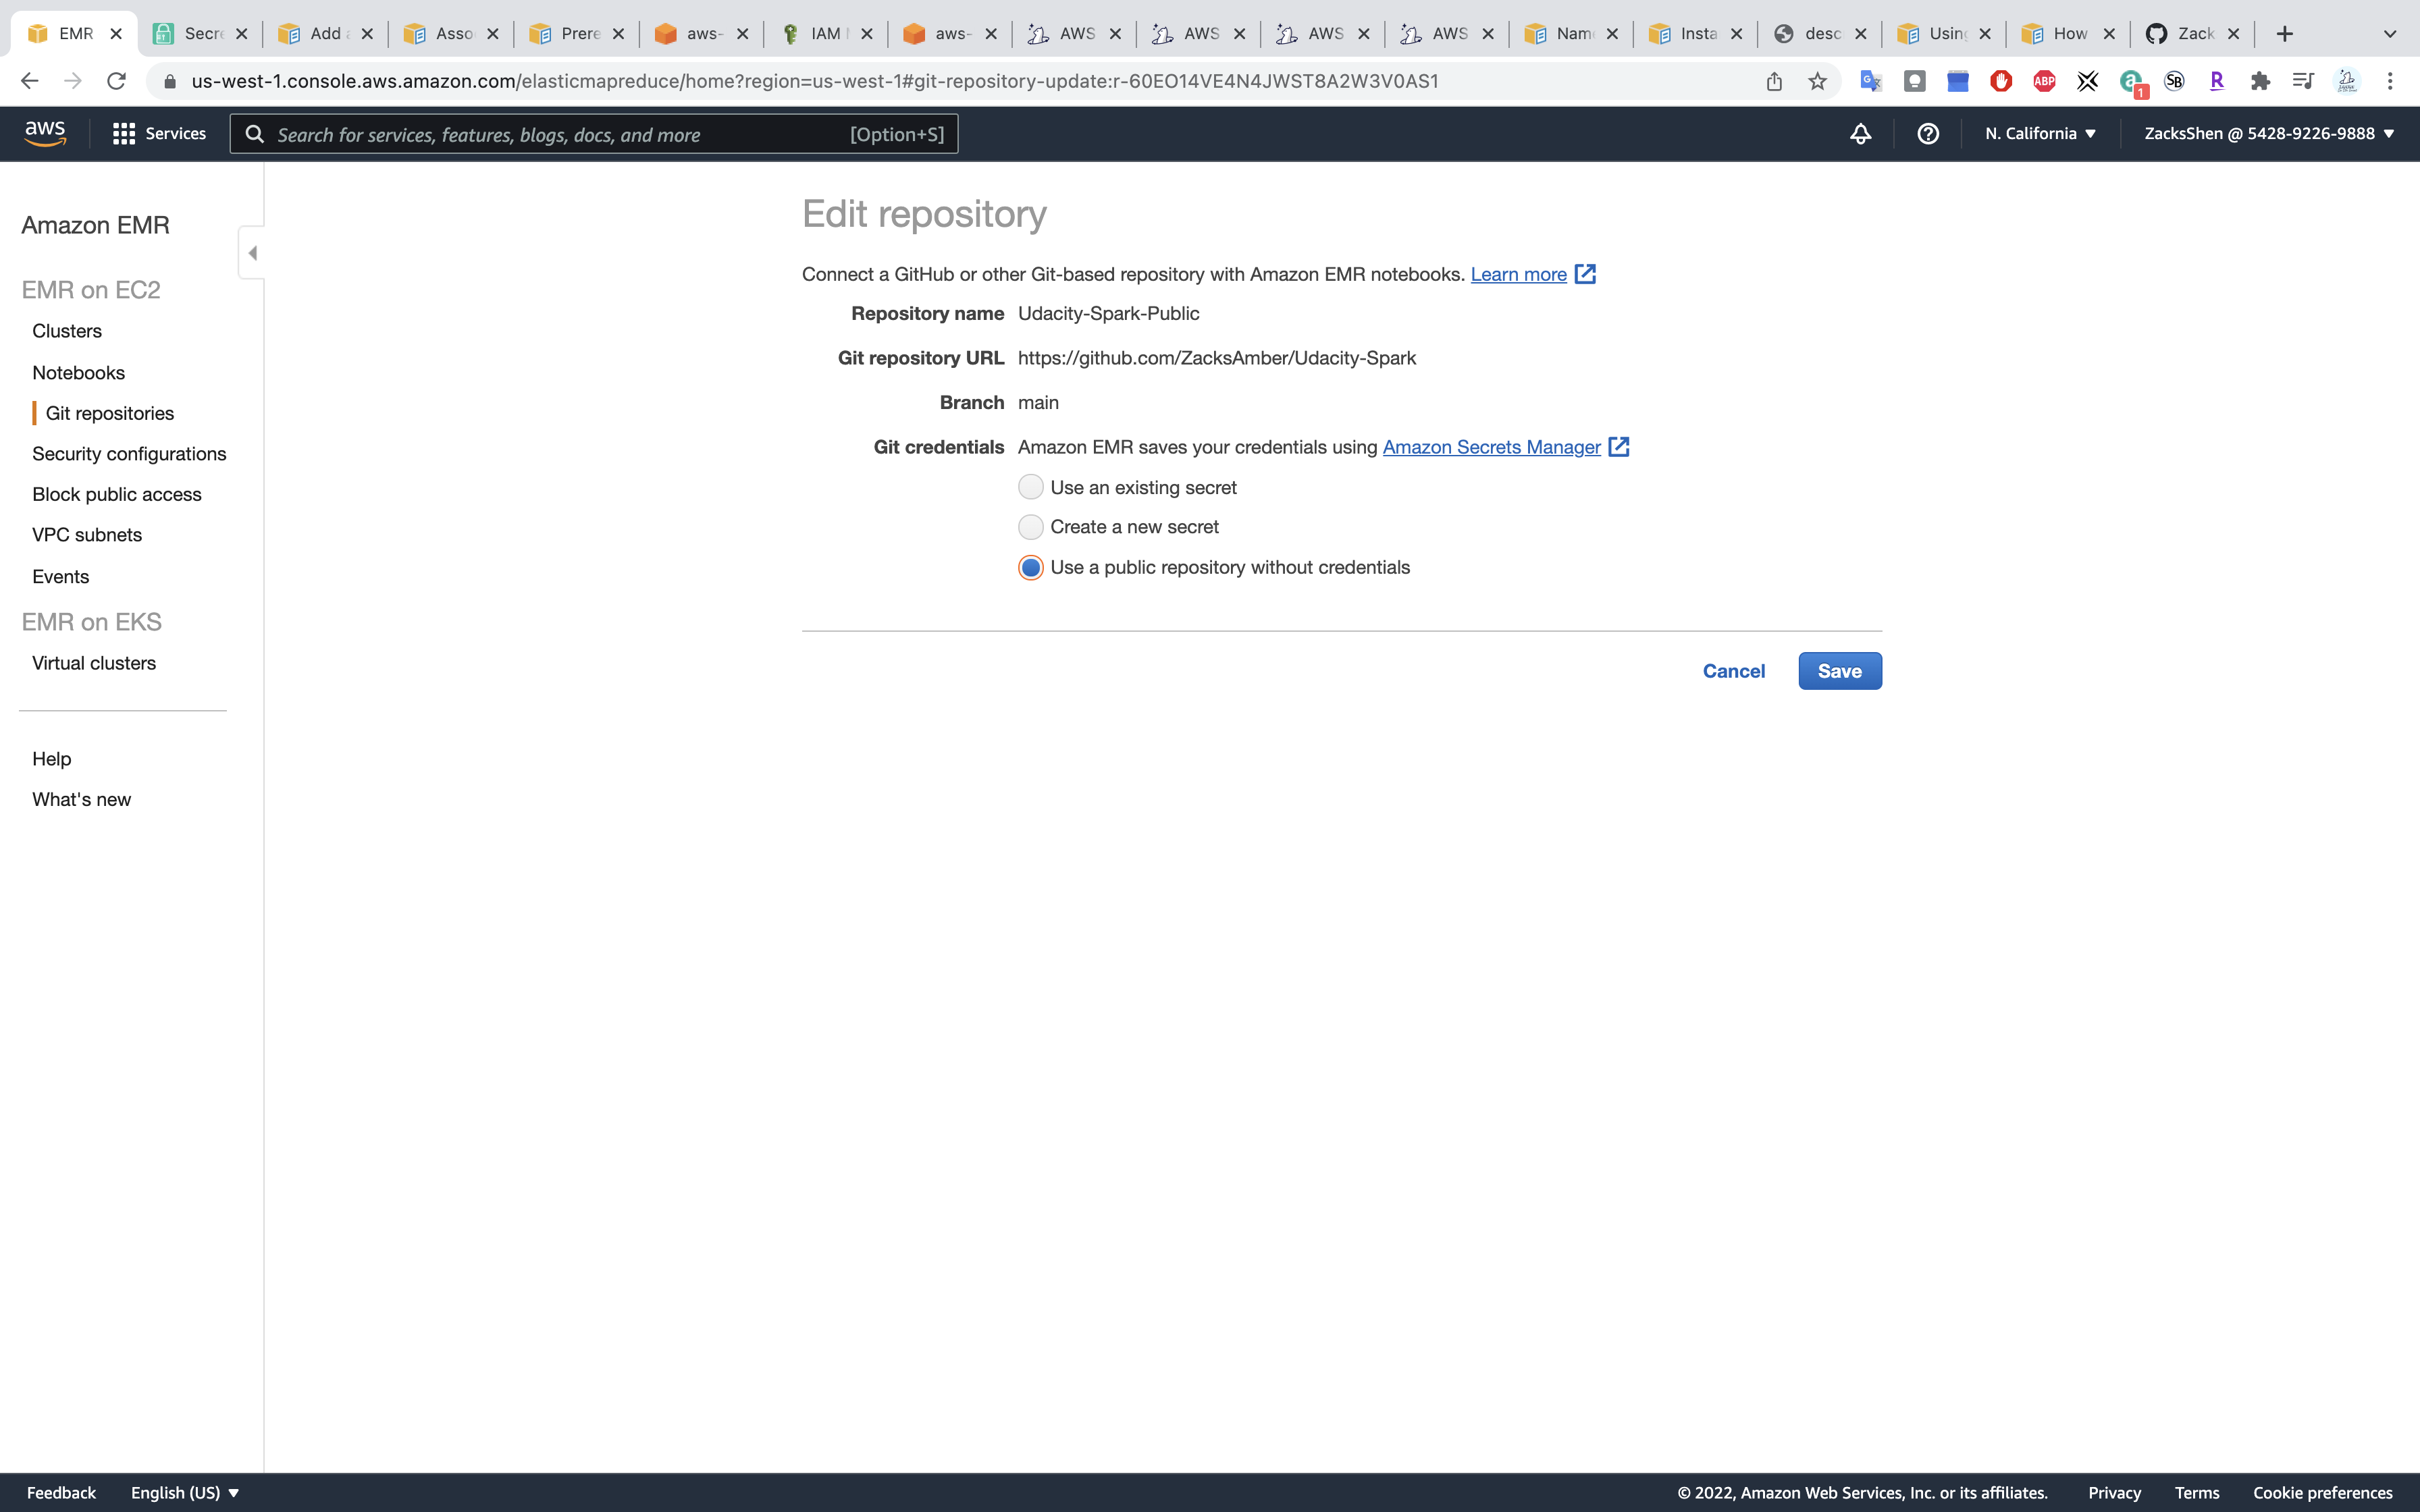 EMR
Secre
Add a
Asso
Prere
aws-
IAM
aws-
AWS
AWS
AWS
AWS
Nam
Insta
desc
Using
How
Zack
us-west-1.console.aws.amazon.com/elasticmapreduce/home?region=us-west-1#git-repository-update:r-60EO14VE4N4JWST8A2W3V0AS1
ABP
1
SB
R
aws
Services
Search for services, features, blogs, docs, and more
[Option+S]
N. California
ZacksShen @ 5428-9226-9888
Amazon EMR
EMR on EC2
Clusters
Notebooks
Git repositories
Security configurations
Block public access
VPC subnets
Events
EMR on EKS
Virtual clusters
Help
What's new
Edit repository
Connect a GitHub or other Git-based repository with Amazon EMR notebooks. Learn more
Repository name Udacity-Spark-Public
Git repository URL https://github.com/ZacksAmber/Udacity-Spark
Branch main
Git credentials Amazon EMR saves your credentials using Amazon Secrets Manager
Use an existing secret
Create a new secret
Use a public repository without credentials
Cancel
Save
Feedback
English (US)
© 2022, Amazon Web Services, Inc. or its affiliates.
Privacy
Terms
Cookie preferences